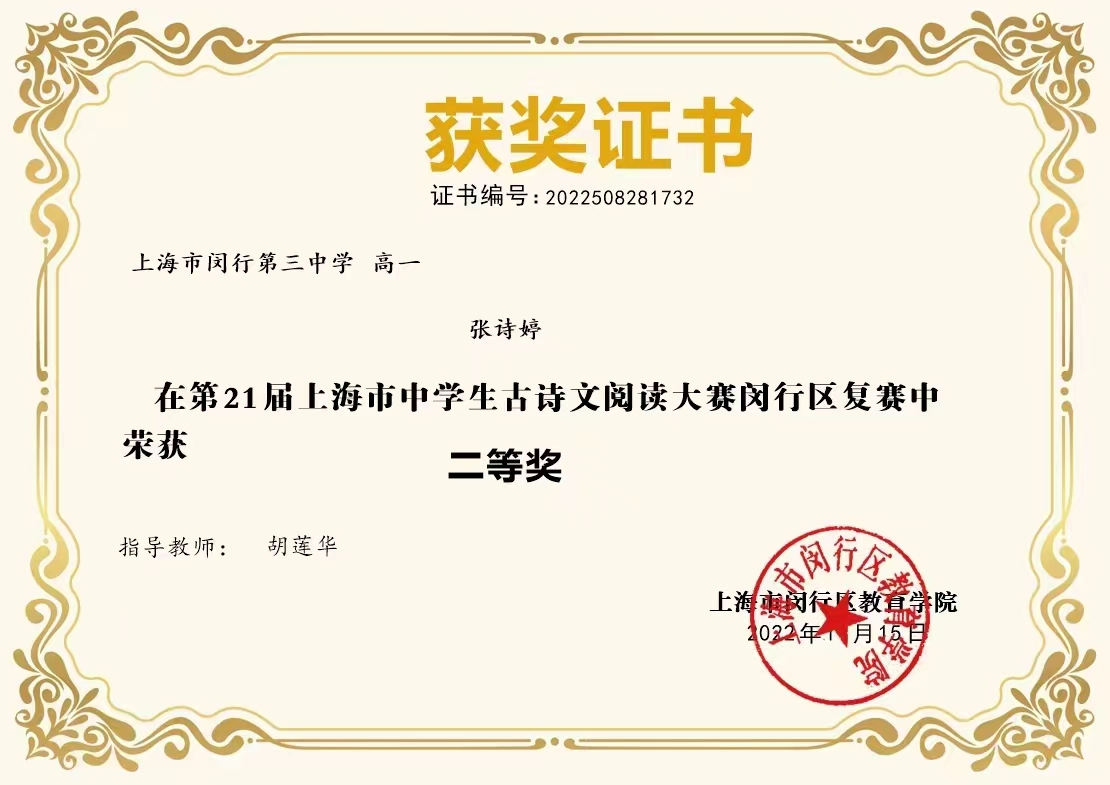 获奖证书
证书编号：2022508281732
上海市闵行第三中学 高一
张诗婷
在第21届上海市中学生古诗文阅读大赛闵行区复赛中
荣获
二等奖
指导教师： 胡莲华
上海市闵行区教育学院
2022年 月15日
上海市闵行区教育学院